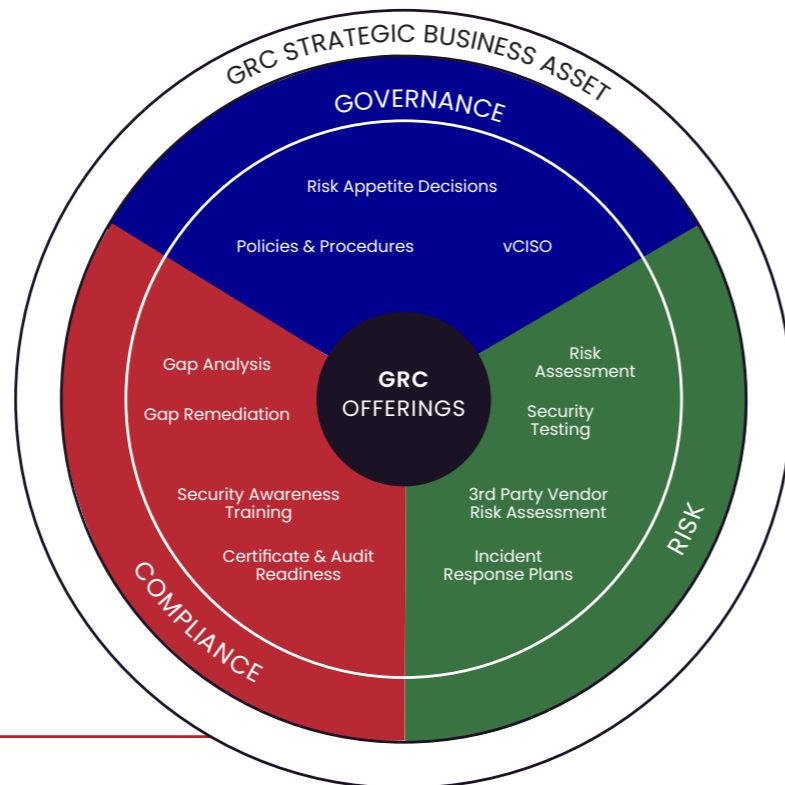 GRC STRATEGIC BUSINESS ASSET
GOVERNANCE
Risk Appetite Decisions
Policies & Procedures
vCISO
GRC
OFFERINGS
Gap Analysis
Gap Remediation
Security Awareness
Training
Certificate & Audit
Readiness
COMPLIANCE
Risk
Assessment
Security
Testing
3rd Party Vendor
Risk Assessment
Incident
Response Plans
RISK